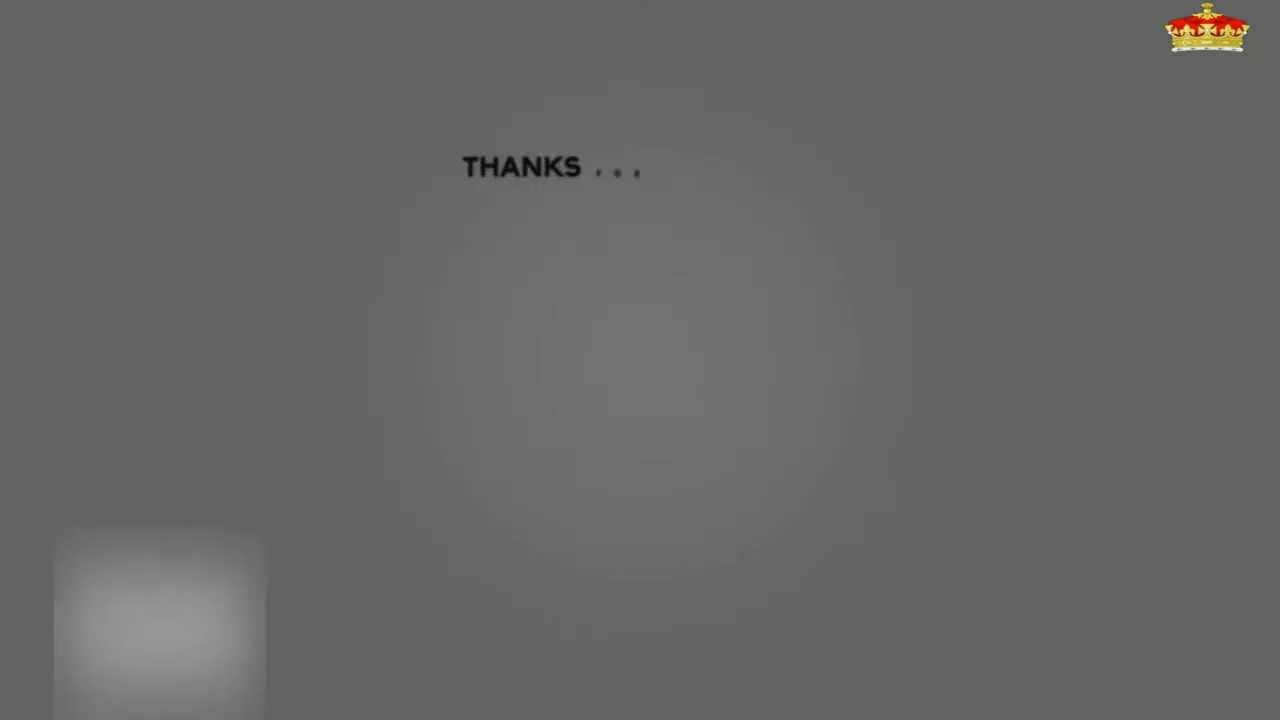 THANKS . . .